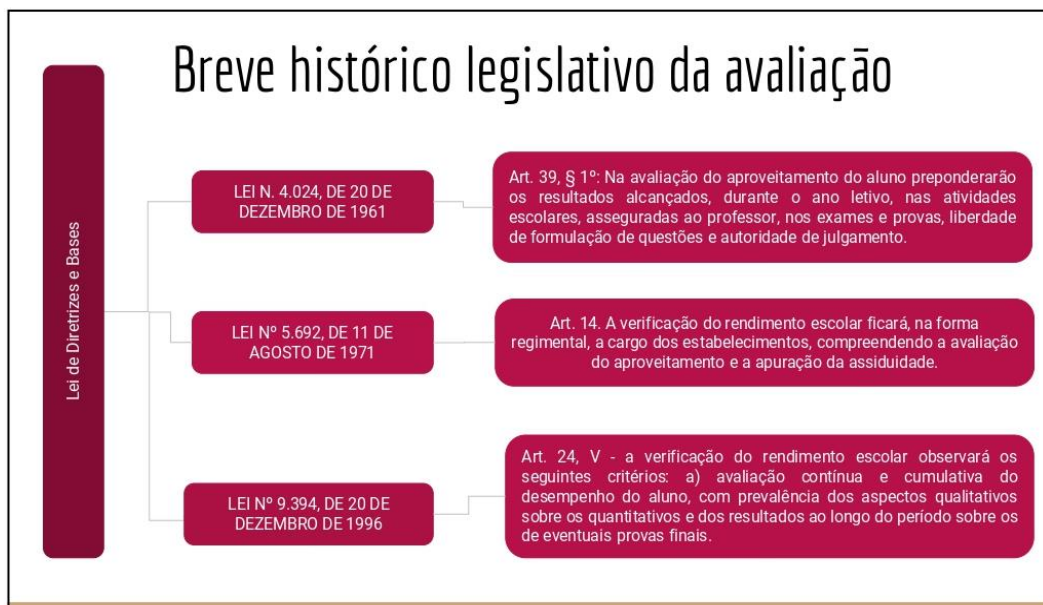 Breve histórico legislativo da avaliação
Lei de Diretrizes e Bases
LEI N. 4.024, DE 20 DE
DEZEMBRO DE 1961
Art. 39, § 1º: Na avaliação do aproveitamento do aluno preponderarão
os resultados alcançados, durante o ano letivo, nas atividades
escolares, asseguradas ao professor, nos exames e provas, liberdade
de formulação de questões e autoridade de julgamento.
LEI Nº 5.692, DE 11 DE
AGOSTO DE 1971
Art. 14. A verificação do rendimento escolar ficará, na forma
regimental, a cargo dos estabelecimentos, compreendendo a avaliação
do aproveitamento e a apuração da assiduidade.
LEI Nº 9.394, DE 20 DE
DEZEMBRO DE 1996
Art. 24, V - a verificação do rendimento escolar observará os
seguintes critérios: a) avaliação contínua e cumulativa do
desempenho do aluno, com prevalência dos aspectos qualitativos
sobre os quantitativos e dos resultados ao longo do período sobre os
de eventuais provas finais.